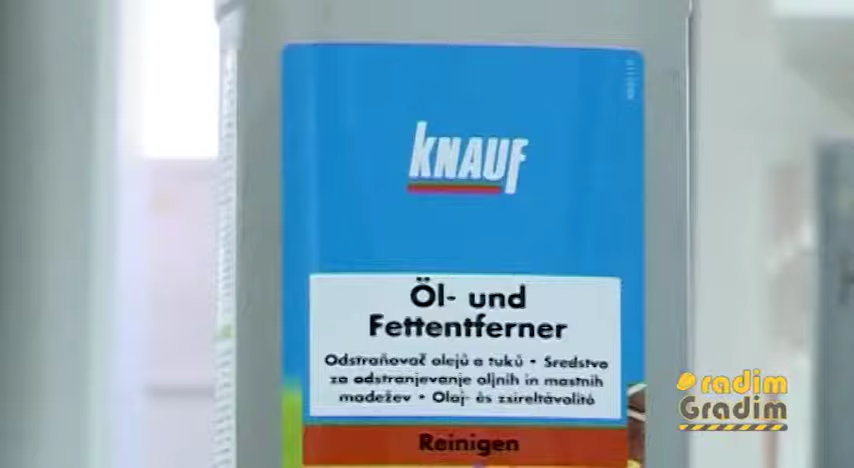 KNAUF
Öl- und
Fettentferner
Odstraňovač olejů a tuků • Sredstvo
za odstranjevanje oljnih in mastnih
madežev • Olaj- és zsíreltávolító
Reinigen
radim
Gradim